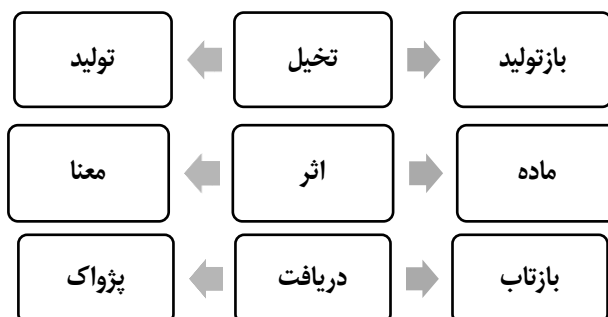 بازتولید تخیل تولید
ماده اثر معنا
بازتاب دریافت پژواک